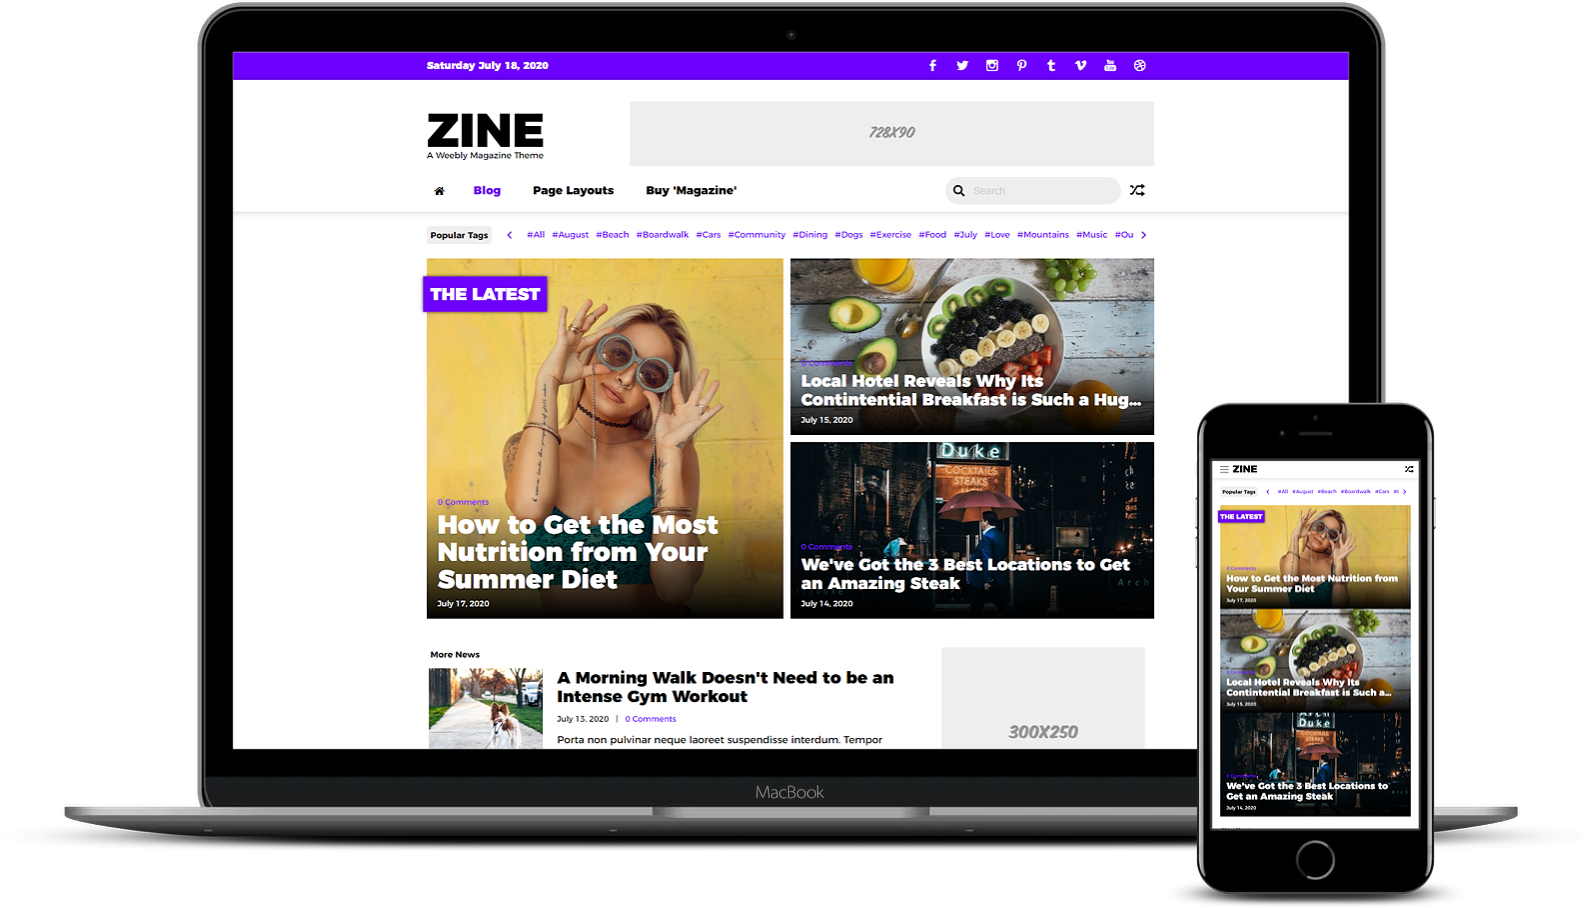 Saturday July 18, 2020
ZINE
A Weebly Magazine Theme
728X90
Blog Page Layouts Buy 'Magazine'
Search
Popular Tags #All #August #Beach #Boardwalk #Cars #Community #Dining #Dogs #Exercise #Food #July #Love #Mountains #Music #Ou
THE LATEST
0 Comments
How to Get the Most
Nutrition from Your
Summer Diet
July 17, 2020
0 Comments
Local Hotel Reveals Why Its
Contintential Breakfast is Such a Hug...
July 15, 2020
Duke
COCKTAILS
STEAKS
0 Comments
We've Got the 3 Best Locations to Get
an Amazing Steak
July 14, 2020
More News
A Morning Walk Doesn't Need to be an
Intense Gym Workout
July 13, 2020 | 0 Comments
Porta non pulvinar neque laoreet suspendisse interdum. Tempor
300X250
MacBook
ZINE
Popular Tags #All #August #Beach #Boardwalk #Cars
THE LATEST
0 Comments
How to Get the Most Nutrition from
Your Summer Diet
July 17, 2020
Local Hotel Reveals Why Its
Contintential Breakfast is Such a...
July 15, 2020
Duke
COCKTAILS
STEAKS
0 Comments
We've Got the 3 Best Locations to
Get an Amazing Steak
July 14, 2020